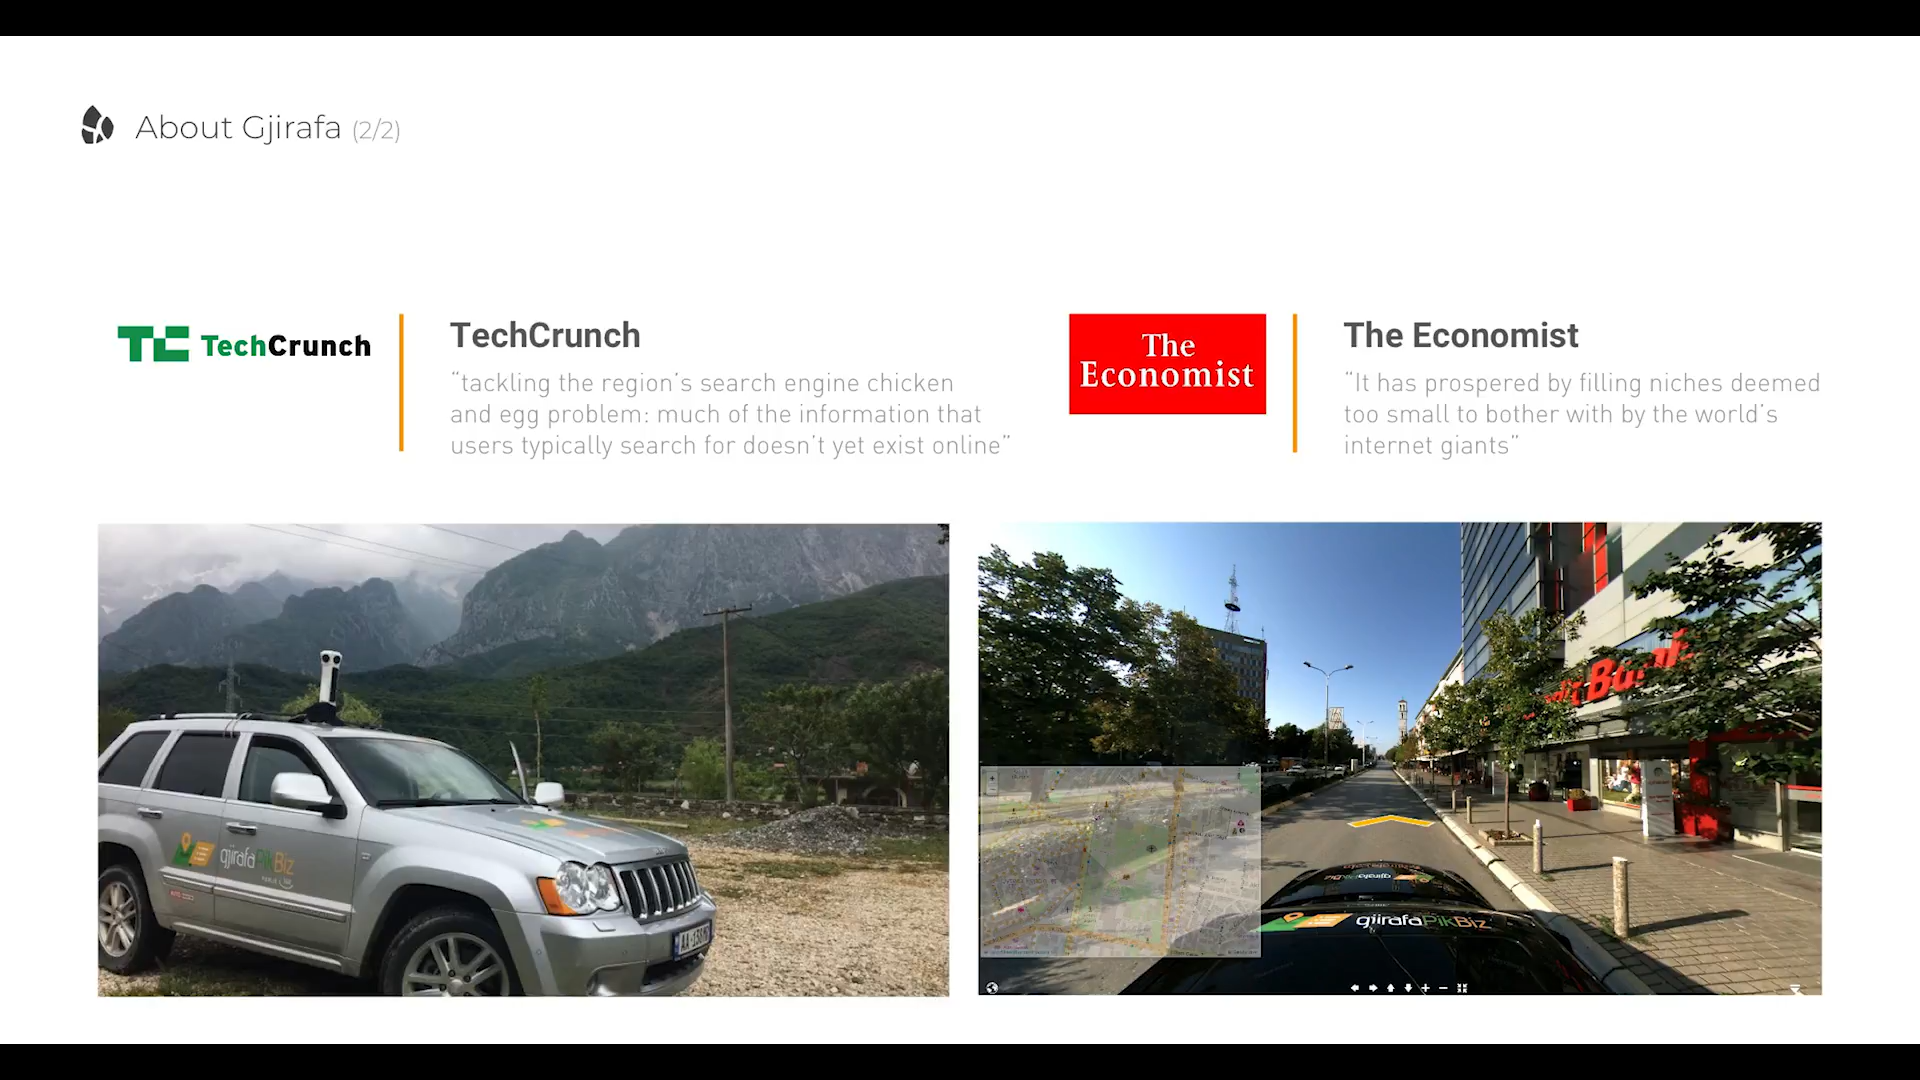 About Gjirafa (2/2)
TC TechCrunch
TechCrunch
“tackling the region’s search engine chicken
and egg problem: much of the information that
users typically search for doesn’t yet exist online”
The
Economist
The Economist
“It has prospered by filling niches deemed
too small to bother with by the world’s
internet giants”
gjirafaPikBiz
gjirafaPikBiz